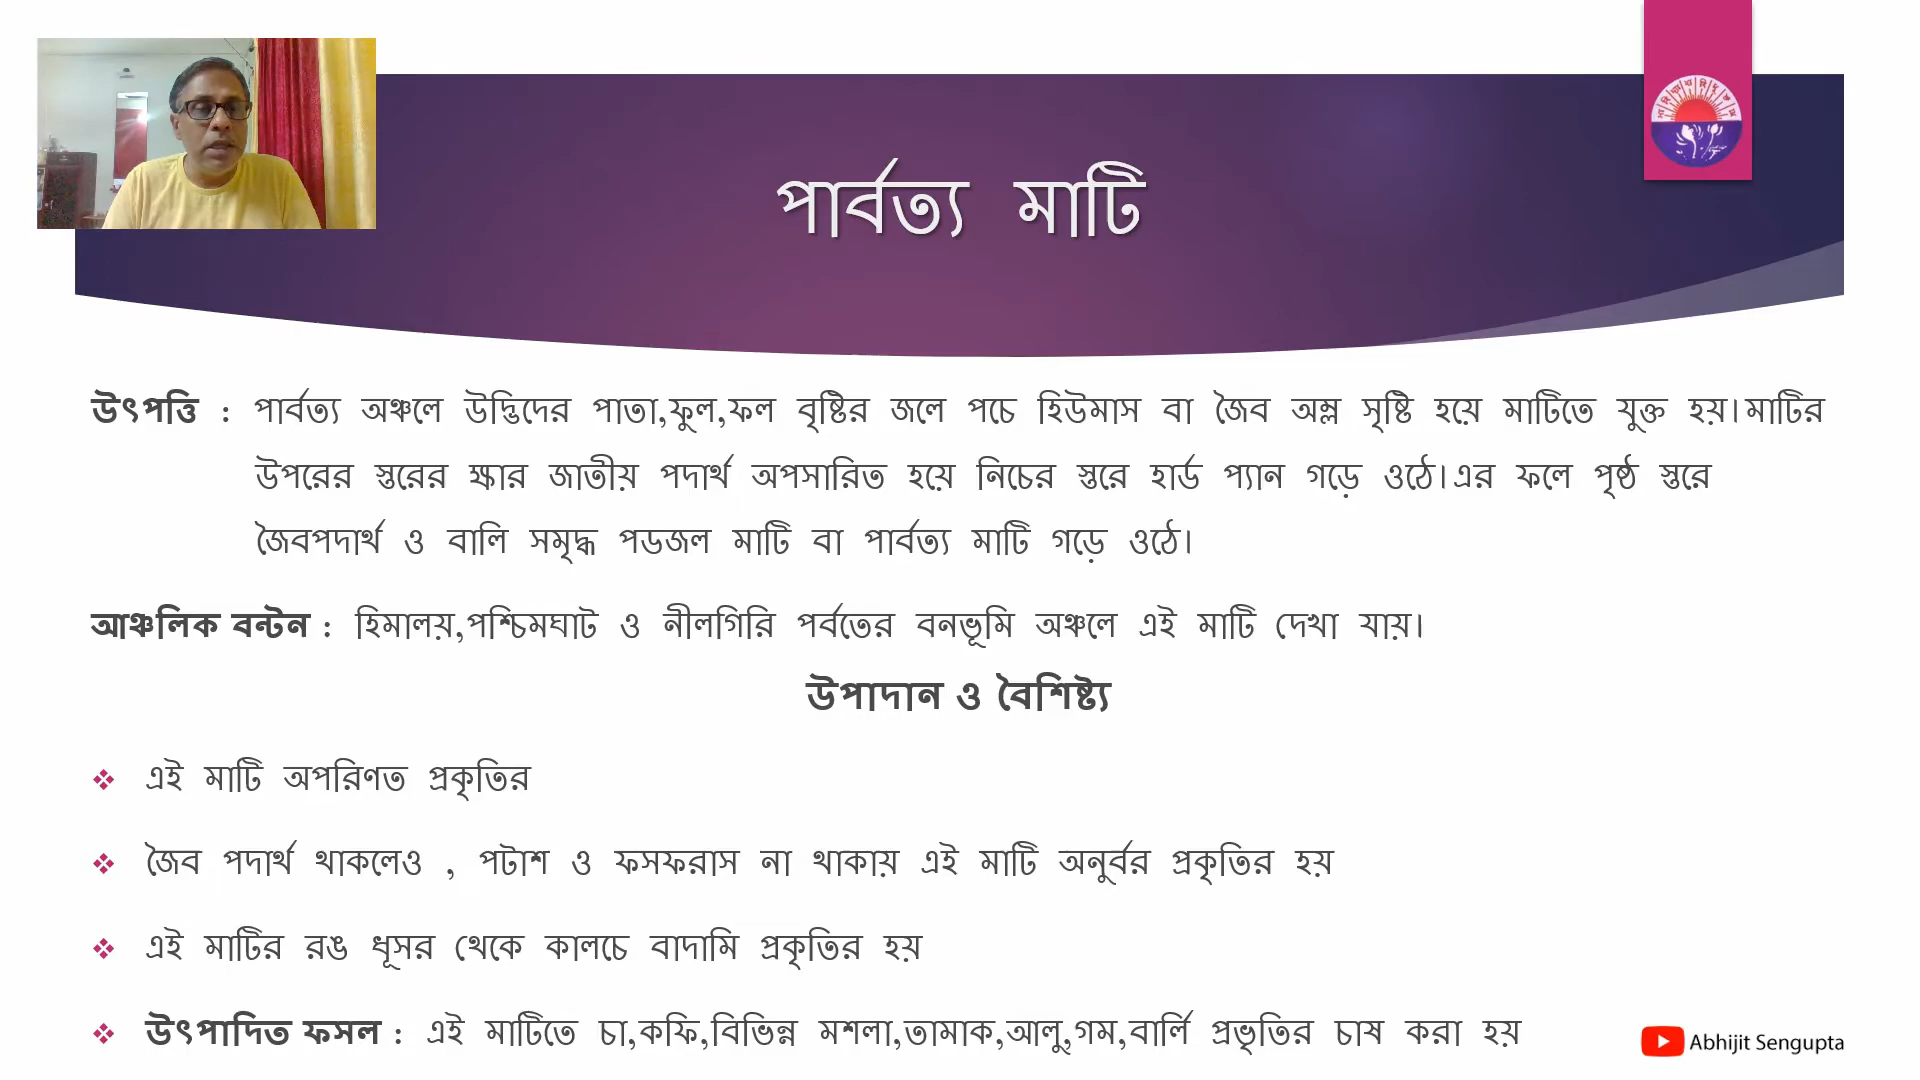 পার্বত্য মাটি
উৎপত্তি : পার্বত্য অঞ্চলে উদ্ভিদের পাতা,ফুল,ফল বৃষ্টির জলে পচে হিউমাস বা জৈব অম্ল সৃষ্টি হয়ে মাটিতে যুক্ত হয়।মাটির
উপরের স্তরের ক্ষার জাতীয় পদার্থ অপসারিত হয়ে নিচের স্তরে হার্ড প্যান গড়ে ওঠে।এর ফলে পৃষ্ঠ স্তরে
জৈবপদার্থ ও বালি সমৃদ্ধ পডজল মাটি বা পার্বত্য মাটি গড়ে ওঠে।
আঞ্চলিক বন্টন : হিমালয়,পশ্চিমঘাট ও নীলগিরি পর্বতের বনভূমি অঞ্চলে এই মাটি দেখা যায়।
উপাদান ও বৈশিষ্ট্য
❖ এই মাটি অপরিণত প্রকৃতির
❖ জৈব পদার্থ থাকলেও , পটাশ ও ফসফরাস না থাকায় এই মাটি অনুর্বর প্রকৃতির হয়
❖ এই মাটির রঙ ধূসর থেকে কালচে বাদামি প্রকৃতির হয়
❖ উৎপাদিত ফসল : এই মাটিতে চা,কফি,বিভিন্ন মশলা,তামাক,আলু,গম,বার্লি প্রভৃতির চাষ করা হয়
Abhijit Sengupta